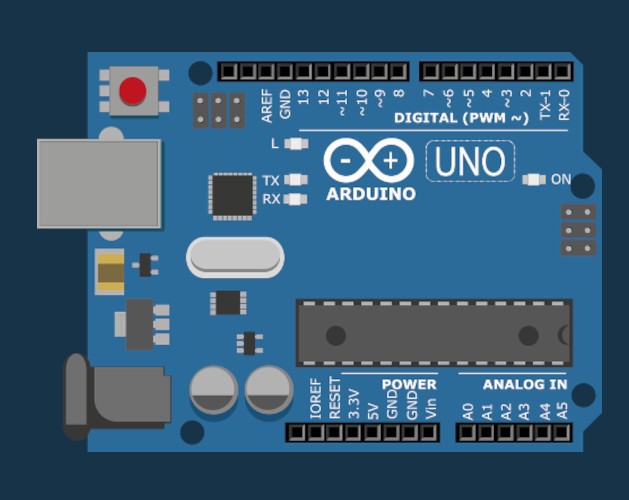 AREF
GND
13
12
~11
~10
~9
8
7
~6
~5
4
~3
2
TX-1
RX-0
DIGITAL (PWM ~)
L
TX
RX
- +
UNO
ARDUINO
ON
POWER
ANALOG IN
IOREF
RESET
3.3V
5V
GND
GND
Vin
A0
A1
A2
A3
A4
A5